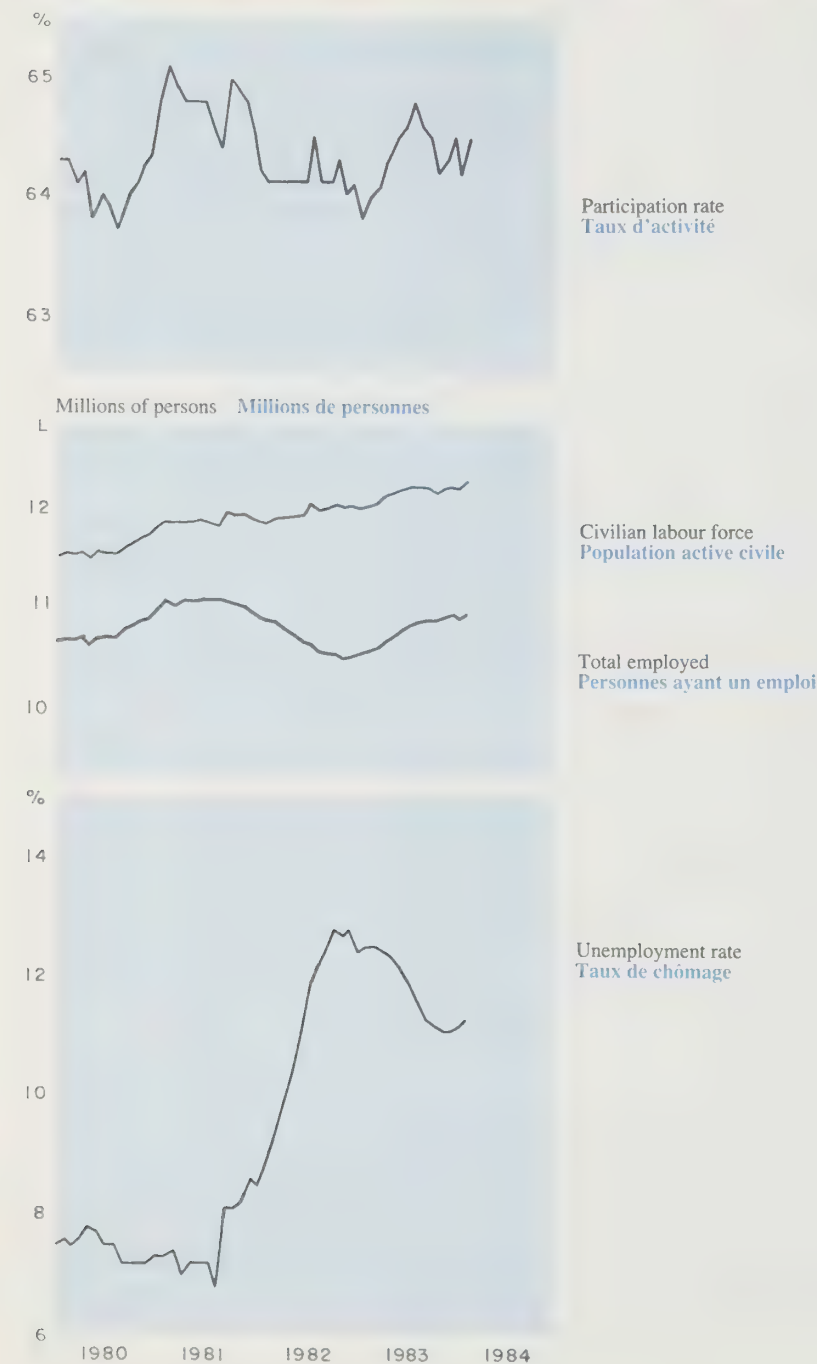 %
65
64
63
Participation rate
Taux d'activité
Millions of persons Millions de personnes
L
12
11
10
Civilian labour force
Population active civile
Total employed
Personnes ayant un emploi
%
14
12
10
8
6
Unemployment rate
Taux de chômage
1980 1981 1982 1983 1984